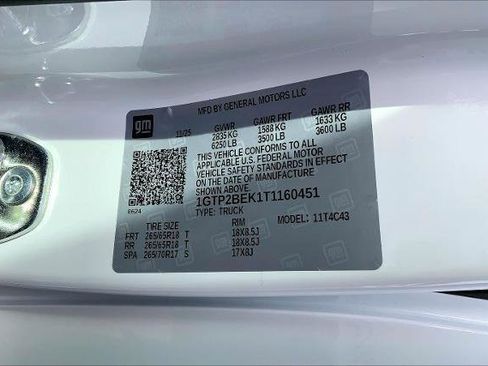 MFD BY GENERAL MOTORS LLC
gm
11/25 GVWR GAWR FRT GAWR RR
2835 KG 1588 KG 1633 KG
6250 LB 3500 LB 3600 LB
THIS VEHICLE CONFORMS TO ALL
APPLICABLE U.S. FEDERAL MOTOR
VEHICLE SAFETY STANDARDS
IN EFFECT ON THE DATE OF
MANUFACTURE
SHOWN ABOVE
1GTP2BEK1T1160451
E624 TYPE: TRUCK MODEL: 11T4C43
TIRE SIZE RIM
FRT 265/65R18 T 18X8.5J
RR 265/65R18 T 18X8.5J
SPA 265/70R17 S 17X8J